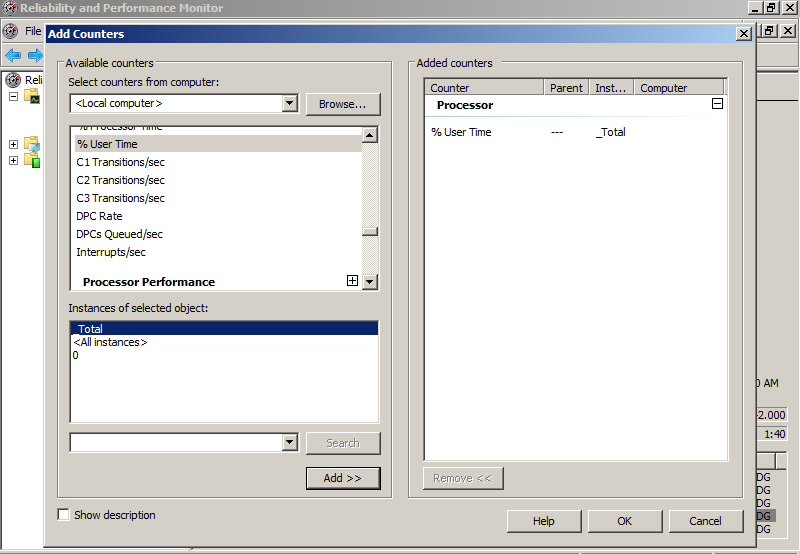 Reliability and Performance Monitor
File
Add Counters
Reli
Available counters
Select counters from computer:
<Local computer>
Browse...
% Processor Time
% User Time
C1 Transitions/sec
C2 Transitions/sec
C3 Transitions/sec
DPC Rate
DPCs Queued/sec
Interrupts/sec
Processor Performance
Instances of selected object:
_Total
<All instances>
0
Search
Add >>
Show description
Added counters
Counter Parent Inst... Computer
Processor
% User Time --- _Total
Remove <<
Help OK Cancel
0 AM
-2.000
1:40
DG
DG
DG
DG
DG